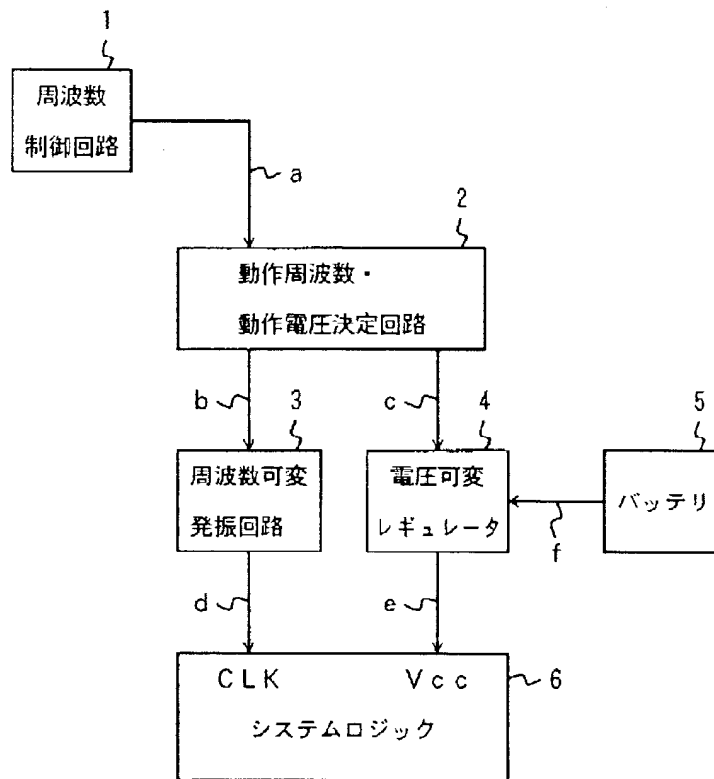 1
周波数
制御回路
a
2
動作周波数・
動作電圧決定回路
b
c
3
4
5
周波数可変
発振回路
電圧可変
レギュレータ
バッテリ
f
d
e
CLK
Vcc
6
システムロジック